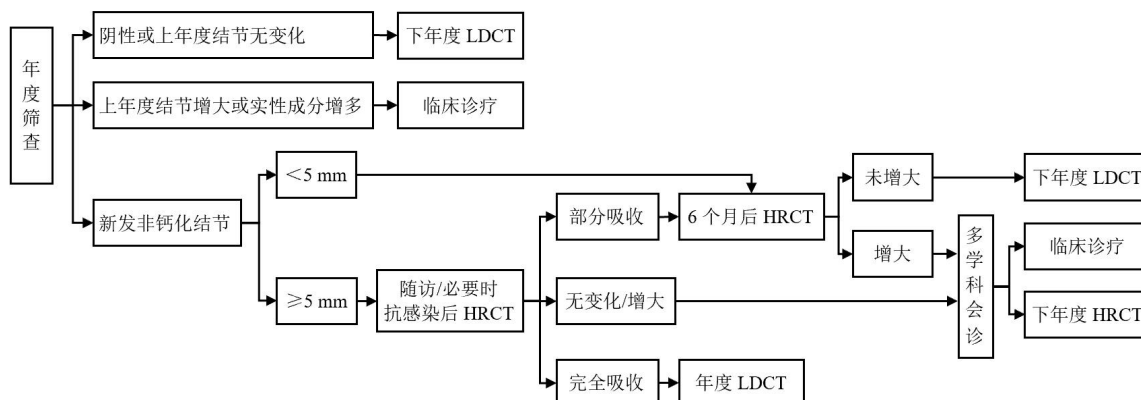 年度筛查
阴性或上年度结节无变化
下年度 LDCT
上年度结节增大或实性成分增多
临床诊疗
新发非钙化结节
＜5 mm
≥5 mm
随访/必要时
抗感染后 HRCT
部分吸收
6 个月后 HRCT
未增大
下年度 LDCT
增大
无变化/增大
多学科会诊
临床诊疗
下年度 HRCT
完全吸收
年度 LDCT